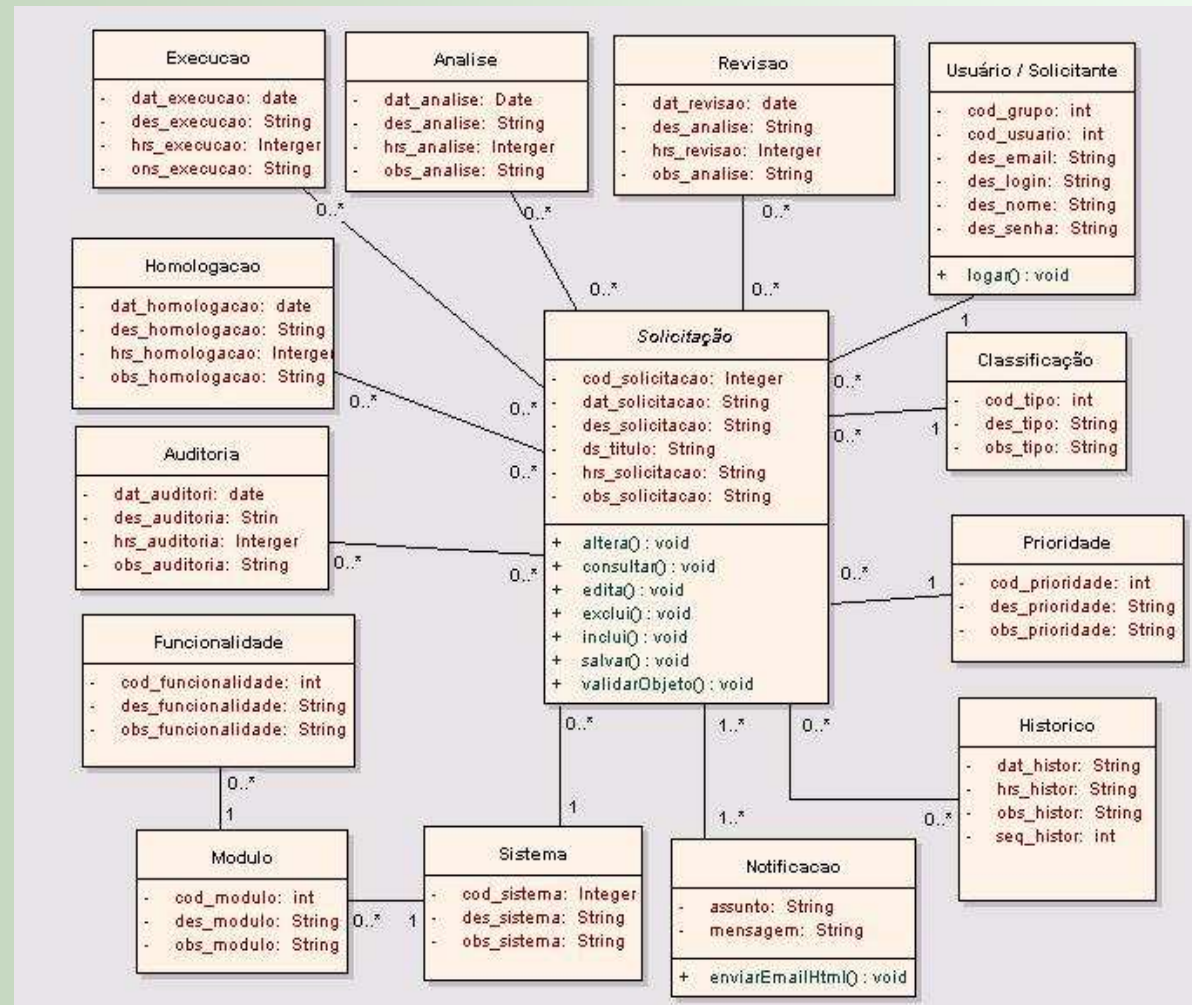 Execucao
- dat_execucao: date
- des_execucao: String
- hrs_execucao: Interger
- ons_execucao: String
Analise
- dat_analise: Date
- des_analise: String
- hrs_analise: Interger
- obs_analise: String
Revisao
- dat_revisao: date
- des_analise: String
- hrs_revisao: Interger
- obs_analise: String
Usuário / Solicitante
- cod_grupo: int
- cod_usuario: int
- des_email: String
- des_login: String
- des_nome: String
- des_senha: String
+ logar() : void
0..*
0..*
0..*
Homologacao
- dat_homologacao: date
- des_homologacao: String
- hrs_homologacao: Interger
- obs_homologacao: String
0..*
0..*
0..*
1
0..*
0..*
0..*
Solicitação
- cod_solicitacao: Integer
- dat_solicitacao: String
- des_solicitacao: String
- ds_titulo: String
- hrs_solicitacao: String
- obs_solicitacao: String
+ altera() : void
+ consultar() : void
+ edita() : void
+ exclui() : void
+ inclui() : void
+ salvar() : void
+ validarObjeto() : void
Classificação
- cod_tipo: int
- des_tipo: String
- obs_tipo: String
0..*
1
Auditoria
- dat_auditori: date
- des_auditoria: Strin
- hrs_auditoria: Interger
- obs_auditoria: String
0..*
0..*
Prioridade
- cod_prioridade: int
- des_prioridade: String
- obs_prioridade: String
0..*
1
Funcionalidade
- cod_funcionalidade: int
- des_funcionalidade: String
- obs_funcionalidade: String
0..*
1
0..*
1
1..*
1..*
0..*
0..*
Historico
- dat_histor: String
- hrs_histor: String
- obs_histor: String
- seq_histor: int
Modulo
- cod_modulo: int
- des_modulo: String
- obs_modulo: String
0..*
1
Sistema
- cod_sistema: Integer
- des_sistema: String
- obs_sistema: String
Notificacao
- assunto: String
- mensagem: String
+ enviarEmailHtml() : void